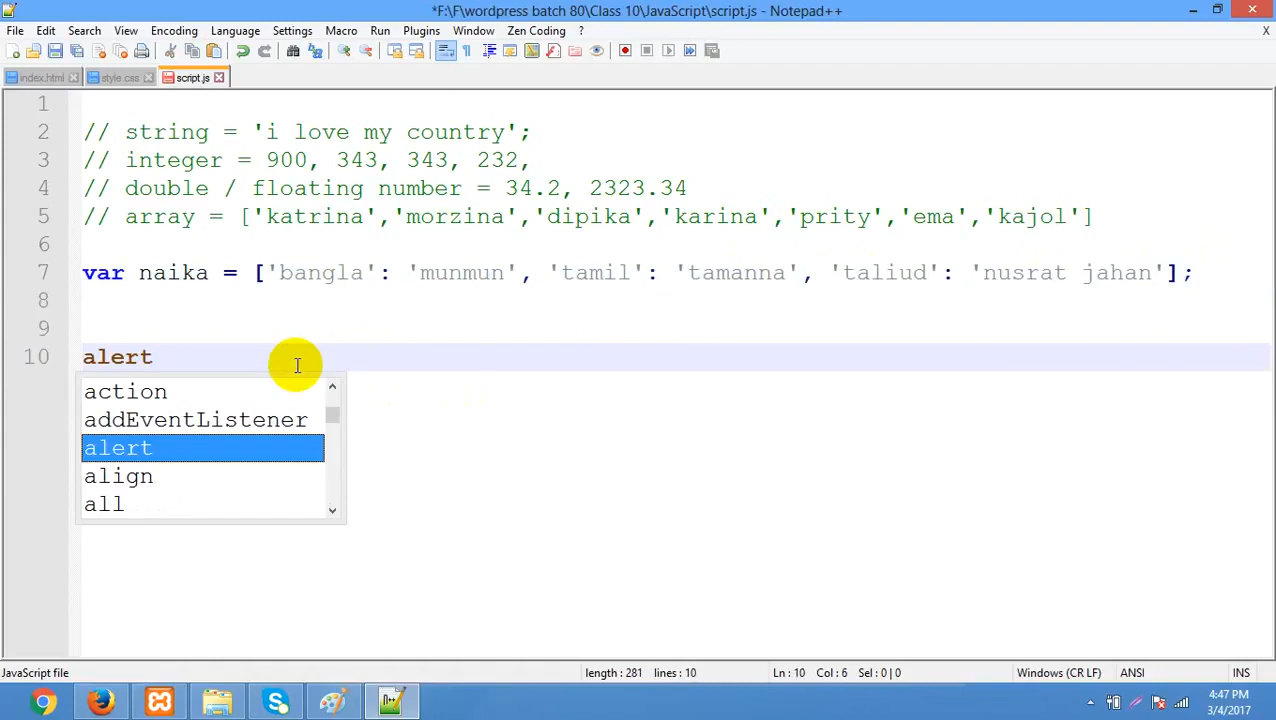 *F:\F\wordpress batch 80\Class 10\JavaScript\script.js - Notepad++
File Edit Search View Encoding Language Settings Macro Run Plugins Window Zen Coding ? X
index.html style.css script.js
1
2 // string = 'i love my country';
3 // integer = 900, 343, 343, 232,
4 // double / floating number = 34.2, 2323.34
5 // array = ['katrina','morzina','dipika','karina','prity','ema','kajol']
6
7 var naika = ['bangla': 'munmun', 'tamil': 'tamanna', 'taliud': 'nusrat jahan'];
8
9
10 alert
action
addEventListener
alert
align
all
JavaScript file length : 281 lines : 10 Ln : 10 Col : 6 Sel : 0 | 0 Windows (CR LF) ANSI INS
4:47 PM
3/4/2017